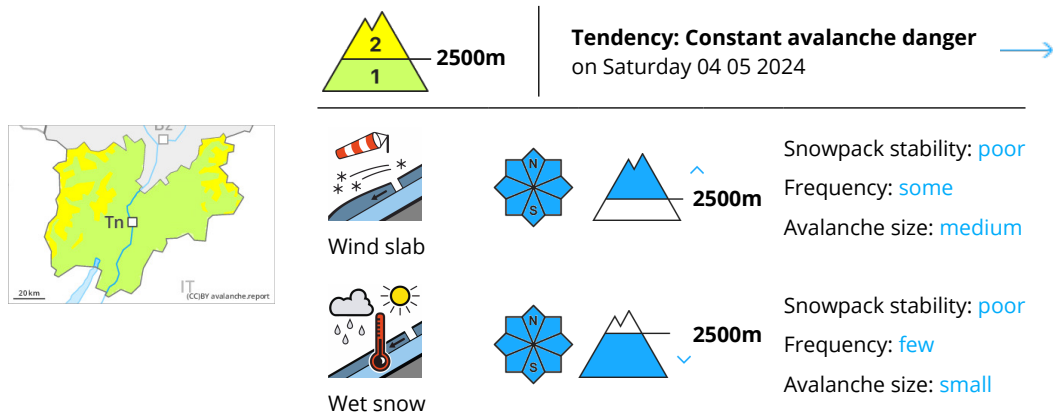 2
1
2500m
Tendency: Constant avalanche danger
on Saturday 04 05 2024
Tn
IT
20 km
(CC)BY avalanche.report
Wind slab
N
S
2500m
Snowpack stability: poor
Frequency: some
Avalanche size: medium
Wet snow
N
S
2500m
Snowpack stability: poor
Frequency: few
Avalanche size: small